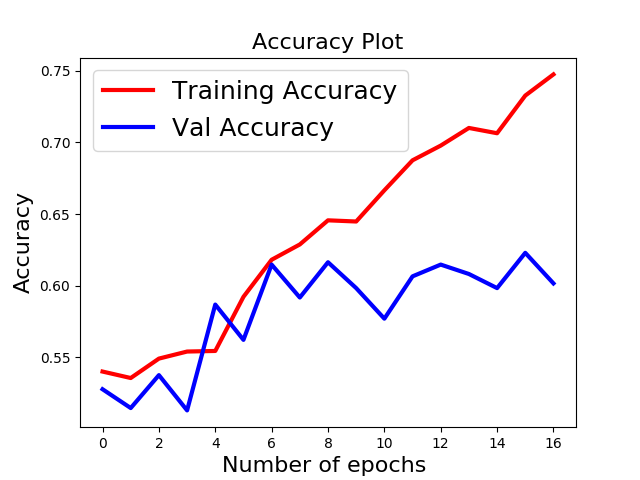 Accuracy Plot
Training Accuracy
Val Accuracy
Accuracy
0.75
0.70
0.65
0.60
0.55
0 2 4 6 8 10 12 14 16
Number of epochs